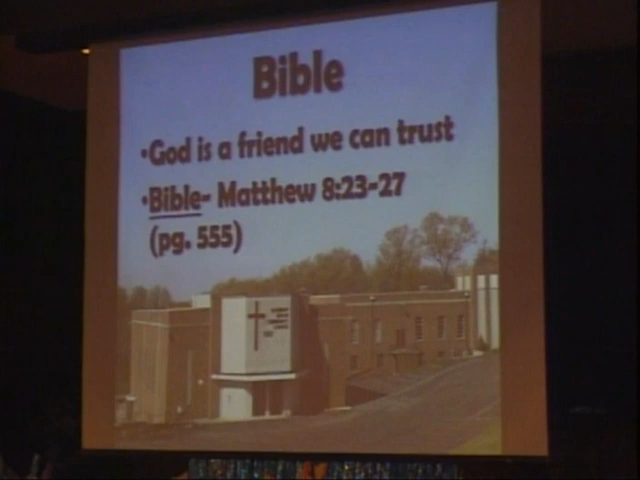 Bible
•God is a friend we can trust
•Bible- Matthew 8:23-27
(pg. 555)